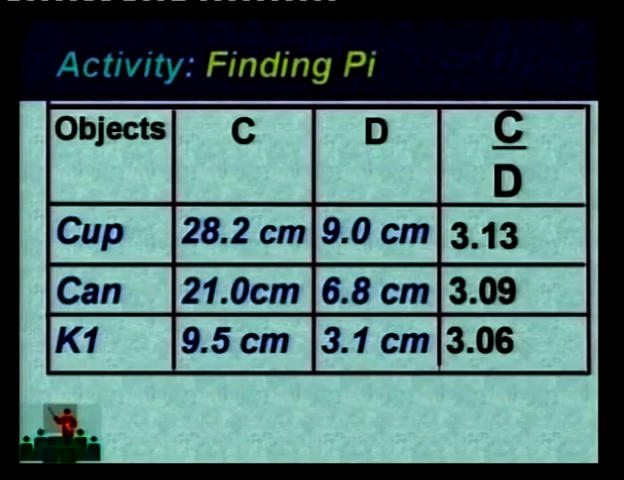 Activity: Finding Pi
Objects C D C/D
Cup 28.2 cm 9.0 cm 3.13
Can 21.0cm 6.8 cm 3.09
K1 9.5 cm 3.1 cm 3.06